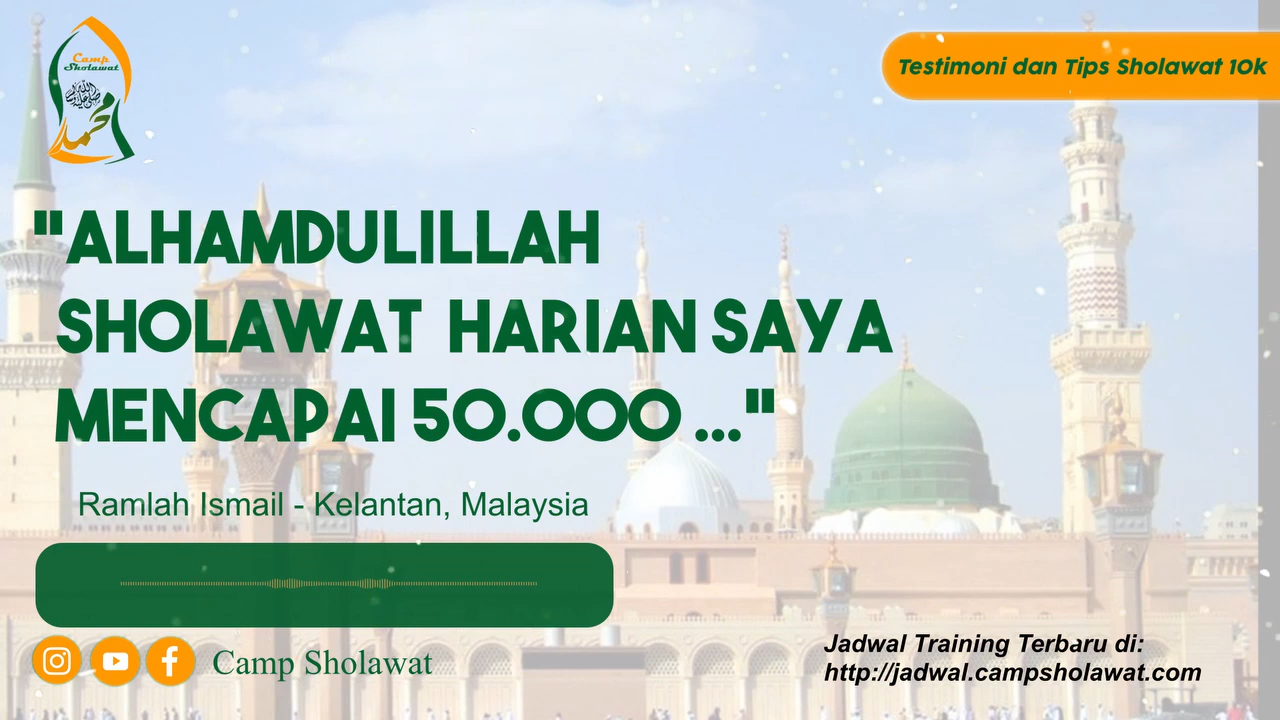 Camp
Sholawat
محمد
Testimoni dan Tips Sholawat 10k
"ALHAMDULILLAH
SHOLAWAT HARIAN SAYA
MENCAPAI 50.000 ..."
Ramlah Ismail - Kelantan, Malaysia
Camp Sholawat
Jadwal Training Terbaru di:
http://jadwal.campsholawat.com